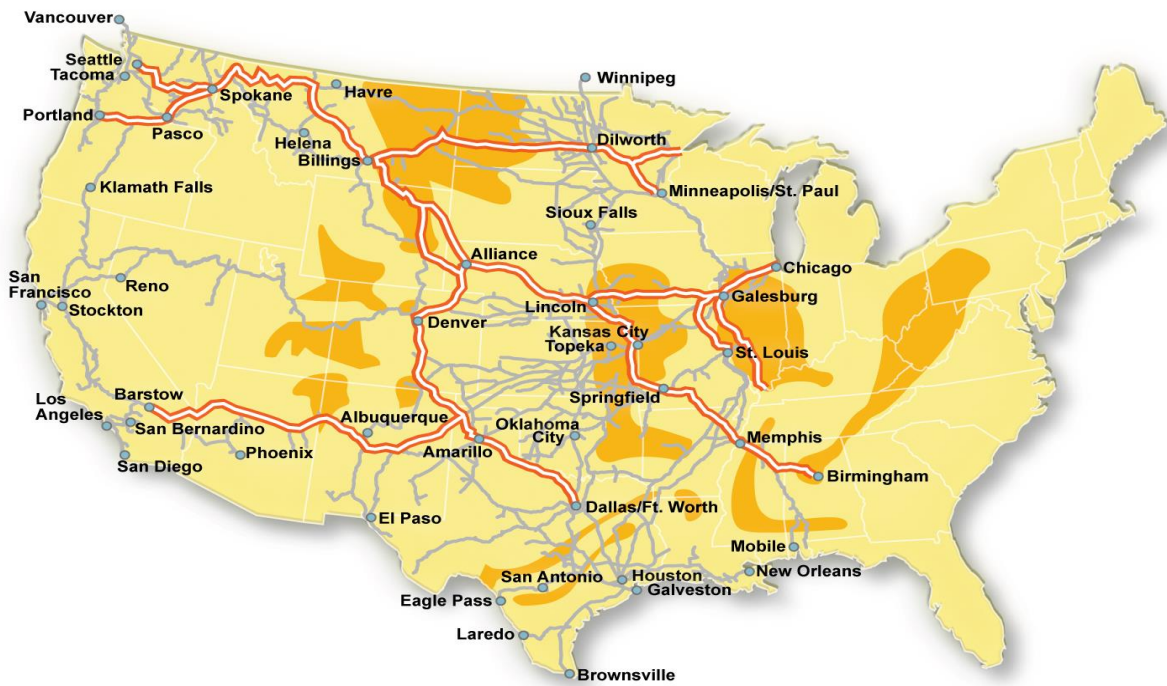 Vancouver
Seattle
Tacoma
Portland
Pasco
Spokane
Havre
Helena
Billings
Winnipeg
Dilworth
Minneapolis/St. Paul
Klamath Falls
Sioux Falls
Alliance
Chicago
Galesburg
Lincoln
San
Francisco
Stockton
Reno
Denver
Kansas City
Topeka
St. Louis
Springfield
Los
Angeles
Barstow
San Bernardino
San Diego
Phoenix
Albuquerque
Amarillo
Oklahoma
City
Memphis
Birmingham
El Paso
Dallas/Ft. Worth
Mobile
New Orleans
San Antonio
Houston
Galveston
Eagle Pass
Laredo
Brownsville